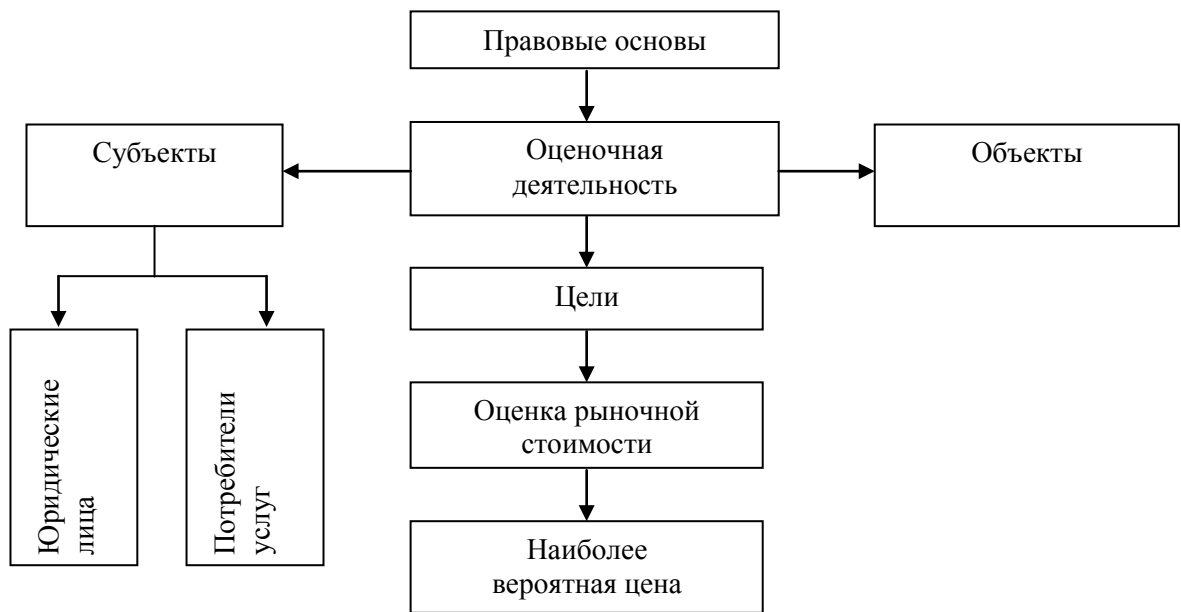 Правовые основы
Субъекты
Оценочная
деятельность
Объекты
Цели
Юридические
лица
Потребители
услуг
Оценка рыночной
стоимости
Наиболее
вероятная цена